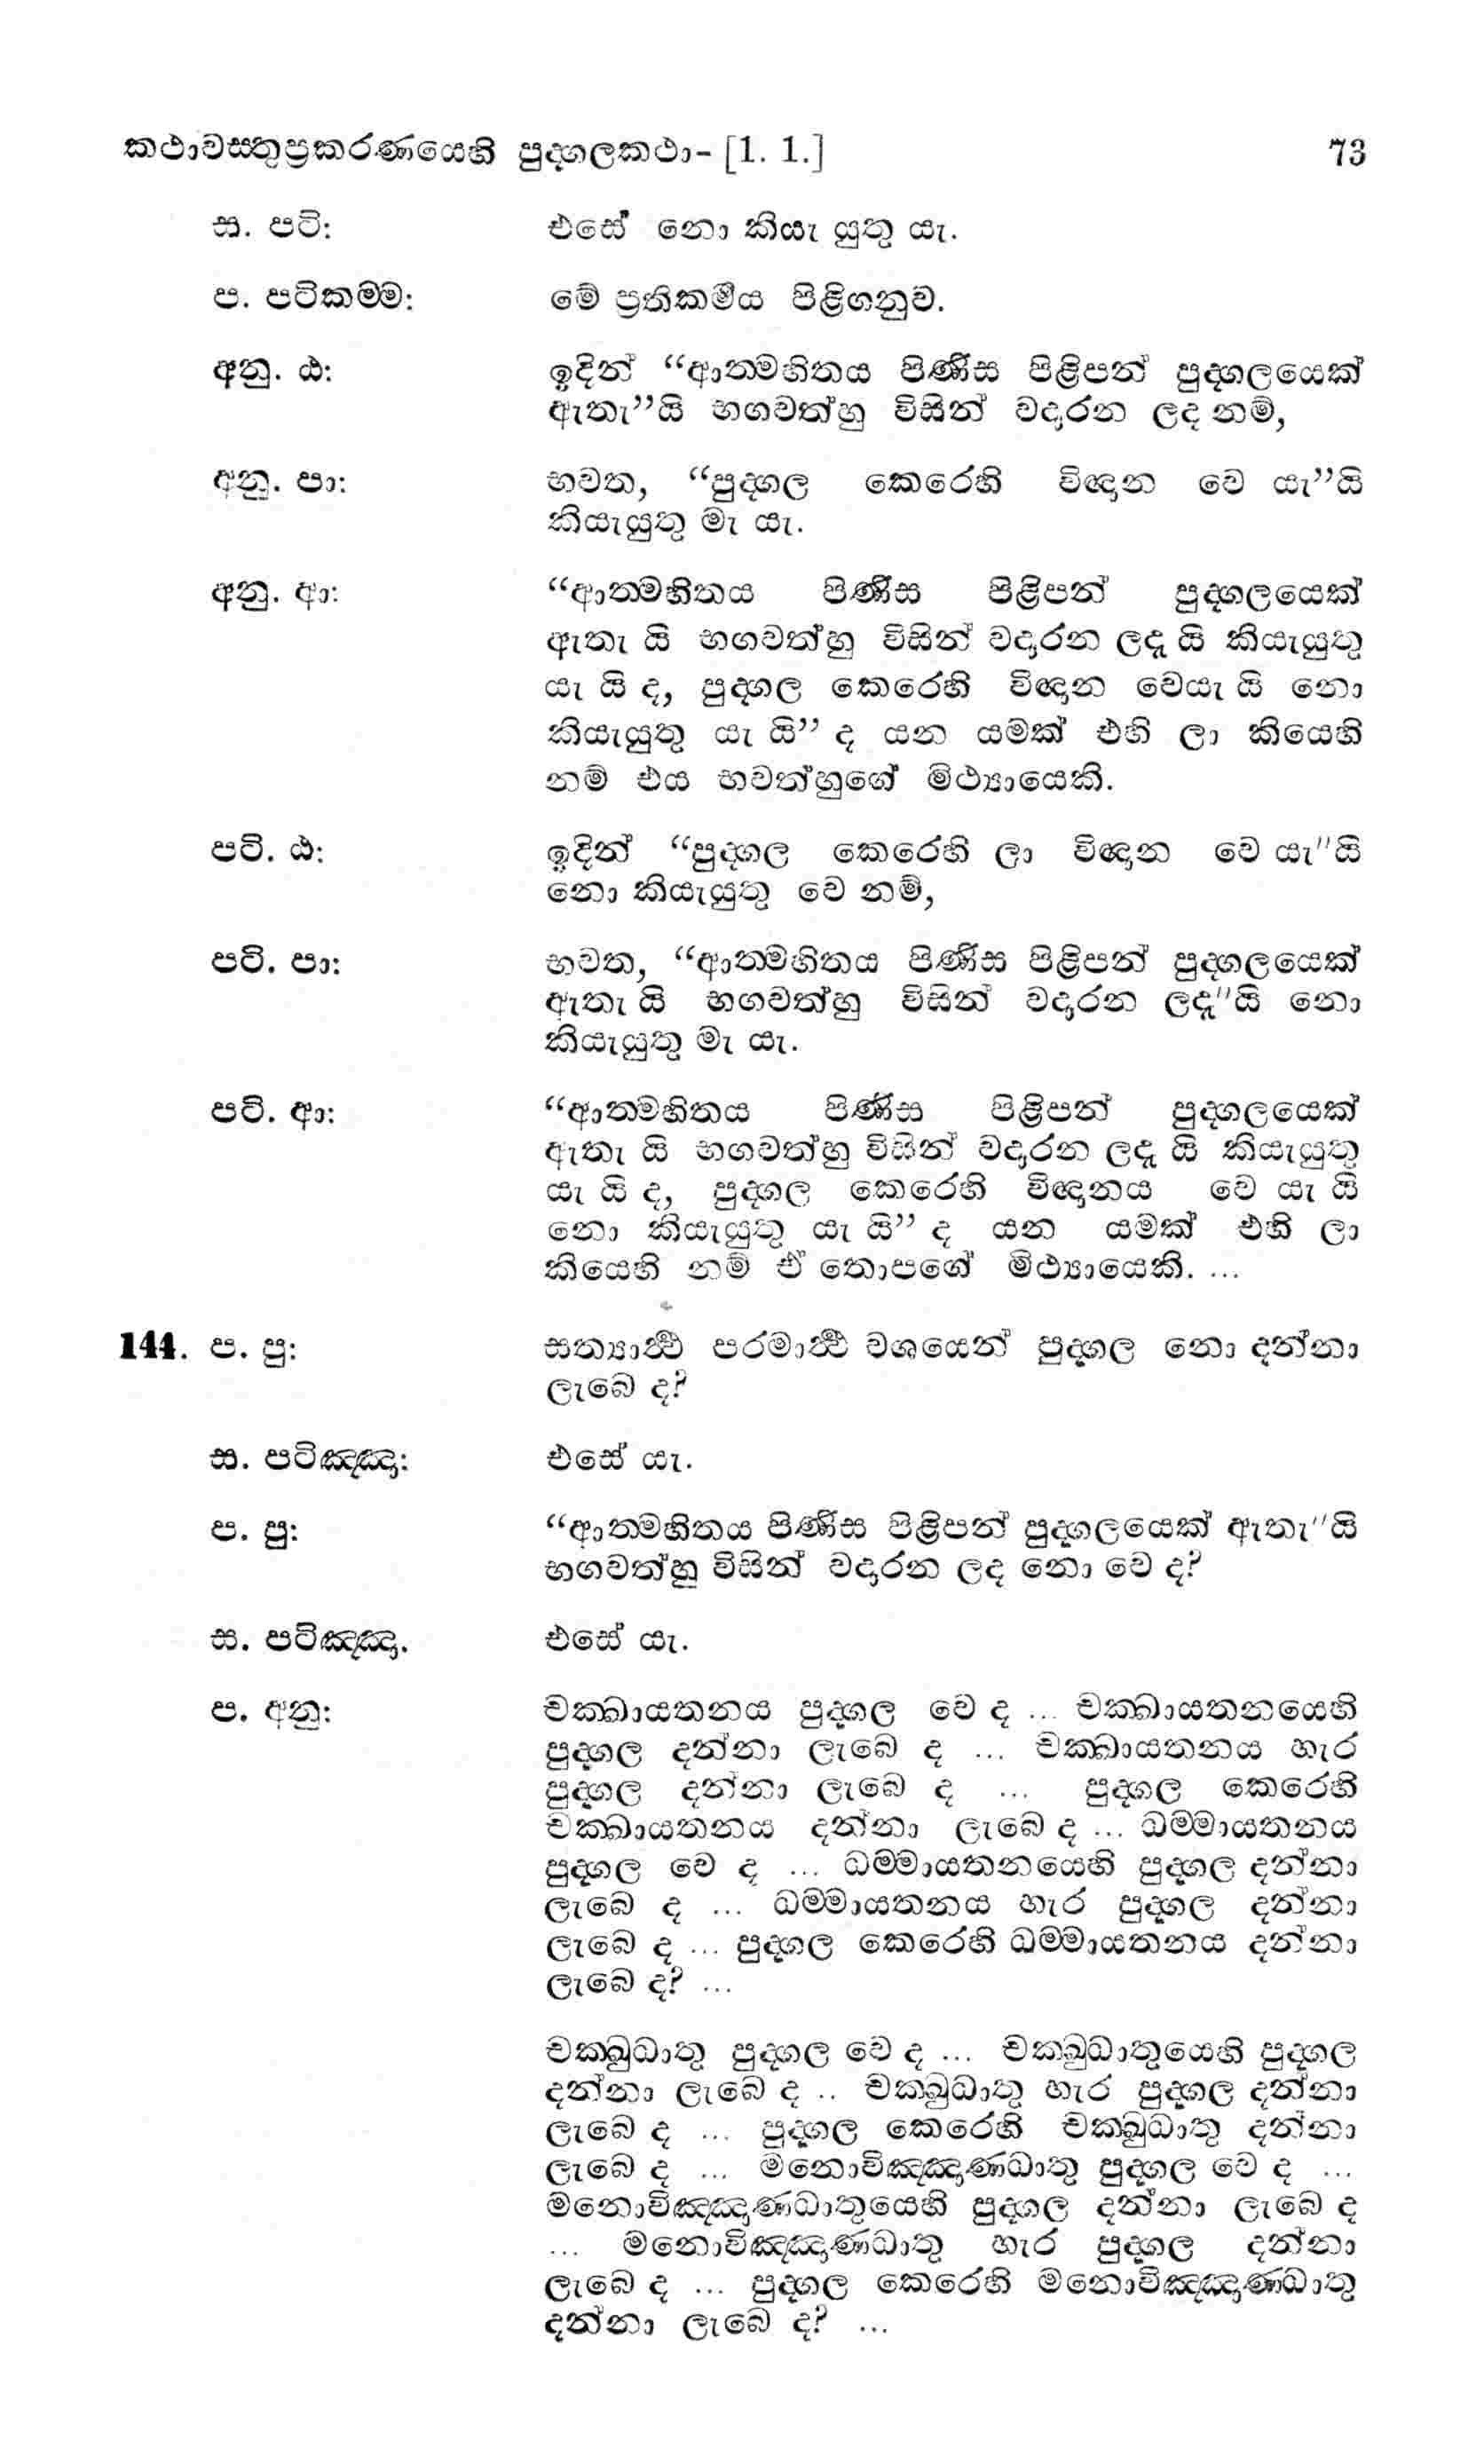 කථාවස්තුප්‍රකරණයෙහි පුද්ගලකථා- [1. 1.] 73
ස. පටි: එසේ නො කියැ යුතු යැ.
ප. පටිකම්ම: මේ ප්‍රතිකර්මය පිළිගනුව.
අනු. ඨ: ඉදින් “ආත්මහිතය පිණිස පිළිපන් පුද්ගලයෙක්
ඇතැ”යි භගවත්හු විසින් වදාරන ලද නම්,
අනු. පා: භවත, “පුද්ගල කෙරෙහි විඥාන වෙ යැ”යි
කියැයුතු මැ යැ.
අනු. ආ: “ආත්මහිතය පිණිස පිළිපන් පුද්ගලයෙක්
ඇතැ යි භගවත්හු විසින් වදාරන ලදැ යි කියැයුතු
යැ යි ද, පුද්ගල කෙරෙහි විඥාන වෙයැ යි නො
කියැයුතු යැ යි” ද යන යමක් එහි ලා කියෙහි
නම් එය භවත්හුගේ මිථ්‍යායෙකි.
පටි. ඨ: ඉදින් “පුද්ගල කෙරෙහි ලා විඥාන වෙ යැ"යි
නො කියැයුතු වෙ නම්,
පටි. පා: භවත, “ආත්මහිතය පිණිස පිළිපන් පුද්ගලයෙක්
ඇතැ යි භගවත්හු විසින් වදාරන ලදැ"යි නො
කියැයුතු මැ යැ.
පටි. ආ: “ආත්මහිතය පිණිස පිළිපන් පුද්ගලයෙක්
ඇතැ යි භගවත්හු විසින් වදාරන ලදැ යි කියැයුතු
යැ යි ද, පුද්ගල කෙරෙහි විඥානය වෙ යැ යි
නො කියැයුතු යැ යි” ද යන යමක් එහි ලා
කියෙහි නම් ඒ තොපගේ මිථ්‍යායෙකි. ...
144. ප. පු: සත්‍යාර්ථ පරමාර්ථ වශයෙන් පුද්ගල නො දන්නා
ලැබෙ ද?
ස. පටිඤ්ඤා: එසේ යැ.
ප. පු: “ආත්මහිතය පිණිස පිළිපන් පුද්ගලයෙක් ඇතැ"යි
භගවත්හු විසින් වදාරන ලද නො වෙ ද?
ස. පටිඤ්ඤා. එසේ යැ.
ප. අනු: චක්ඛායතනය පුද්ගල වෙ ද ... චක්ඛායතනයෙහි
පුද්ගල දන්නා ලැබෙ ද ... චක්ඛායතනය හැර
පුද්ගල දන්නා ලැබෙ ද ... පුද්ගල කෙරෙහි
චක්ඛායතනය දන්නා ලැබෙ ද ... ධම්මායතනය
පුද්ගල වෙ ද ... ධම්මායතනයෙහි පුද්ගල දන්නා
ලැබෙ ද ... ධම්මායතනය හැර පුද්ගල දන්නා
ලැබෙ ද ... පුද්ගල කෙරෙහි ධම්මායතනය දන්නා
ලැබෙ ද? ...
චක්ඛුධාතු පුද්ගල වෙ ද ... චක්ඛුධාතුයෙහි පුද්ගල
දන්නා ලැබෙ ද .. චක්ඛුධාතු හැර පුද්ගල දන්නා
ලැබෙ ද ... පුද්ගල කෙරෙහි චක්ඛුධාතු දන්නා
ලැබෙ ද ... මනොවිඤ්ඤාණධාතු පුද්ගල වෙ ද ...
මනොවිඤ්ඤාණධාතුයෙහි පුද්ගල දන්නා ලැබෙ ද
... මනොවිඤ්ඤාණධාතු හැර පුද්ගල දන්නා
ලැබෙ ද ... පුද්ගල කෙරෙහි මනොවිඤ්ඤාණධාතු
දන්නා ලැබෙ ද? ...